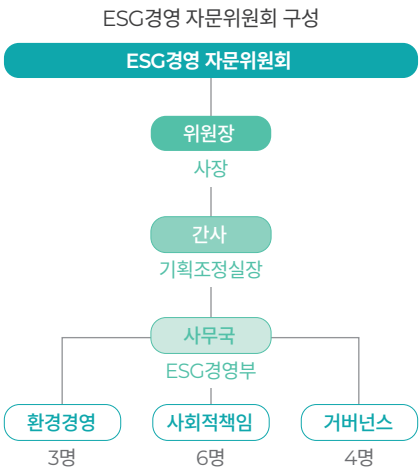 ESG경영 자문위원회 구성
ESG경영 자문위원회
위원장
사장
간사
기획조정실장
사무국
ESG경영부
환경경영 사회적책임 거버넌스
3명 6명 4명